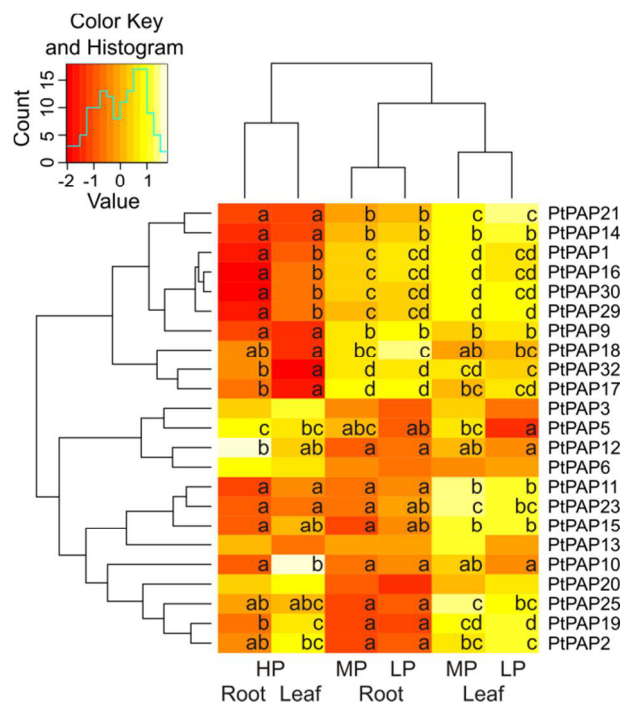 Color Key
and Histogram
Count
0 5 10 15
-2 -1 0 1
Value
a a b b c c PtPAP21
a a b b b b PtPAP14
a b c cd d cd PtPAP1
a b c cd d cd PtPAP16
a b c cd d cd PtPAP30
a b c cd d d PtPAP29
a a b b b b PtPAP9
ab a bc c ab bc PtPAP18
b a d d cd c PtPAP32
b a d d bc cd PtPAP17
PtPAP3
c bc abc ab bc a PtPAP5
b ab a a ab a PtPAP12
PtPAP6
a a a a b b PtPAP11
a a a ab c bc PtPAP23
a ab a ab b b PtPAP15
PtPAP13
a b a a ab a PtPAP10
PtPAP20
ab abc a a c bc PtPAP25
b c a a cd d PtPAP19
ab bc a a bc c PtPAP2
HP MP LP MP LP
Root Leaf Root Leaf